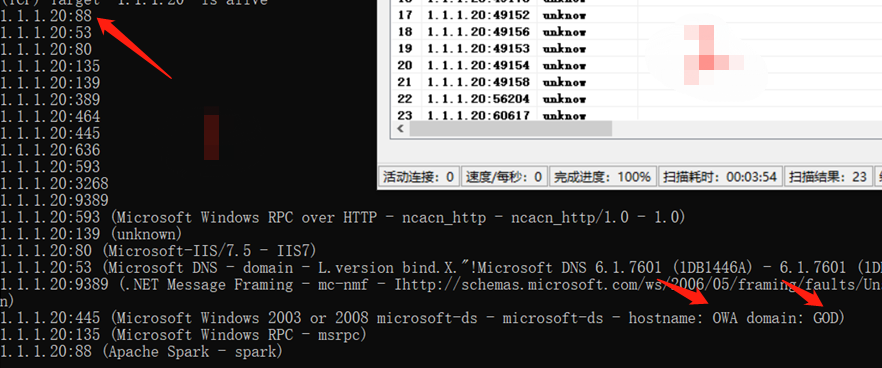 (TCP) Target 1.1.1.20 is alive
1.1.1.20:88
1.1.1.20:53
1.1.1.20:80
1.1.1.20:135
1.1.1.20:139
1.1.1.20:389
1.1.1.20:464
1.1.1.20:445
1.1.1.20:636
1.1.1.20:593
1.1.1.20:3268
1.1.1.20:9389
1.1.1.20:593 (Microsoft Windows RPC over HTTP - ncacn_http - ncacn_http/1.0 - 1.0)
1.1.1.20:139 (unknown)
1.1.1.20:80 (Microsoft-IIS/7.5 - IIS7)
1.1.1.20:53 (Microsoft DNS - domain - L.version bind.X."!Microsoft DNS 6.1.7601 (1DB1446A) - 6.1.7601 (1DB
1.1.1.20:9389 (.NET Message Framing - mc-nmf - Ihttp://schemas.microsoft.com/ws/2006/05/framing/faults/Un
n)
1.1.1.20:445 (Microsoft Windows 2003 or 2008 microsoft-ds - microsoft-ds - hostname: OWA domain: GOD)
1.1.1.20:135 (Microsoft Windows RPC - msrpc)
1.1.1.20:88 (Apache Spark - spark)
17 1.1.1.20:49152 unknow
18 1.1.1.20:49156 unknow
19 1.1.1.20:49153 unknow
20 1.1.1.20:49154 unknow
21 1.1.1.20:49158 unknow
22 1.1.1.20:56204 unknow
23 1.1.1.20:60617 unknow
活动连接: 0 速度/每秒: 0 完成进度: 100% 扫描耗时: 00:03:54 扫描结果: 23